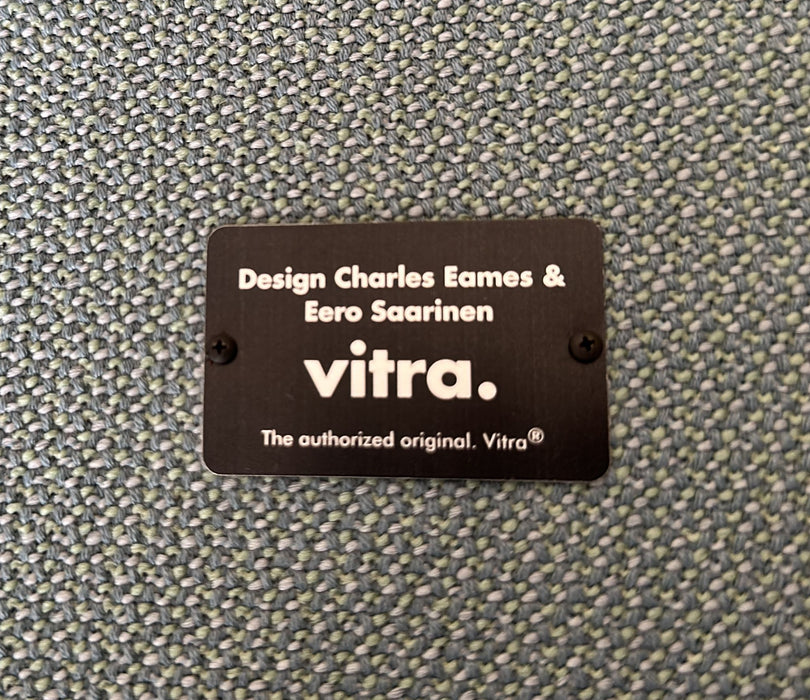 Design Charles Eames &
Eero Saarinen
vitra.
The authorized original. Vitra®